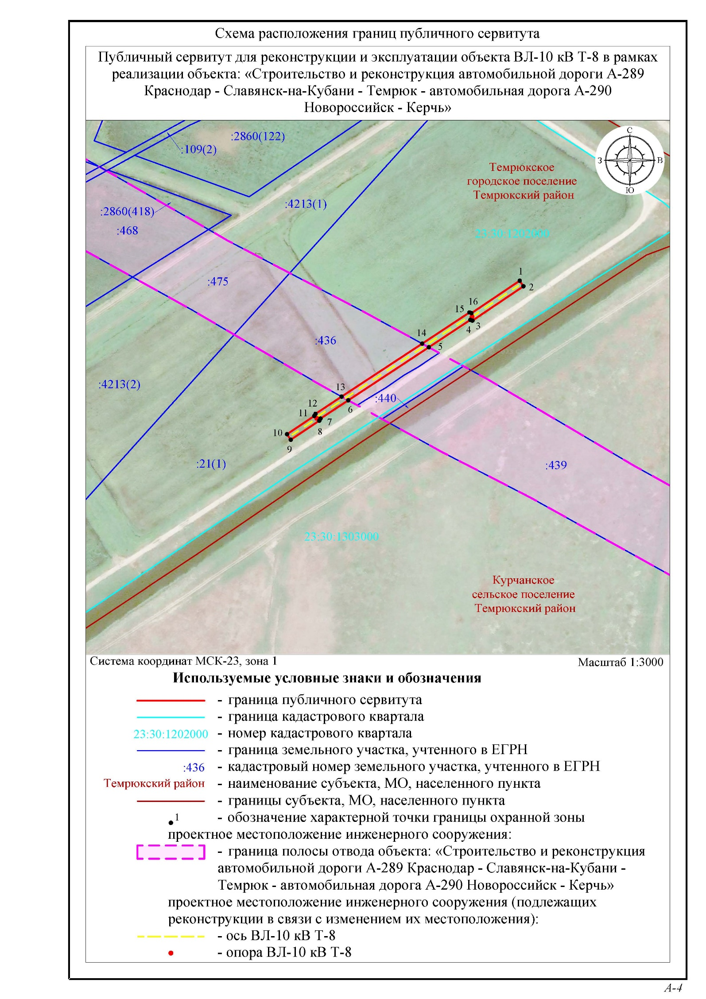 Схема расположения границ публичного сервитута
Публичный сервитут для реконструкции и эксплуатации объекта ВЛ-10 кВ Т-8 в рамках
реализации объекта: «Строительство и реконструкция автомобильной дороги А-289
Краснодар - Славянск-на-Кубани - Темрюк - автомобильная дорога А-290
Новороссийск - Керчь»
:2860(122)
:109(2)
С
З
В
Ю
Темрюкское
городское поселение
Темрюкский район
:4213(1)
:2860(418)
:468
23:30:1202000
:475
1
2
16
15
3
4
14
5
:436
:4213(2)
13
:440
12
6
11
7
10
8
9
:21(1)
:439
23:30:1303000
Курчанское
сельское поселение
Темрюкский район
Система координат МСК-23, зона 1
Масштаб 1:3000
Используемые условные знаки и обозначения
- граница публичного сервитута
- граница кадастрового квартала
23:30:1202000 - номер кадастрового квартала
- граница земельного участка, учтенного в ЕГРН
:436 - кадастровый номер земельного участка, учтенного в ЕГРН
Темрюкский район - наименование субъекта, МО, населенного пункта
- границы субъекта, МО, населенного пункта
1 - обозначение характерной точки границы охранной зоны
проектное местоположение инженерного сооружения:
- граница полосы отвода объекта: «Строительство и реконструкция
автомобильной дороги А-289 Краснодар - Славянск-на-Кубани -
Темрюк - автомобильная дорога А-290 Новороссийск - Керчь»
проектное местоположение инженерного сооружения (подлежащих
реконструкции в связи с изменением их местоположения):
- ось ВЛ-10 кВ Т-8
- опора ВЛ-10 кВ Т-8
А-4